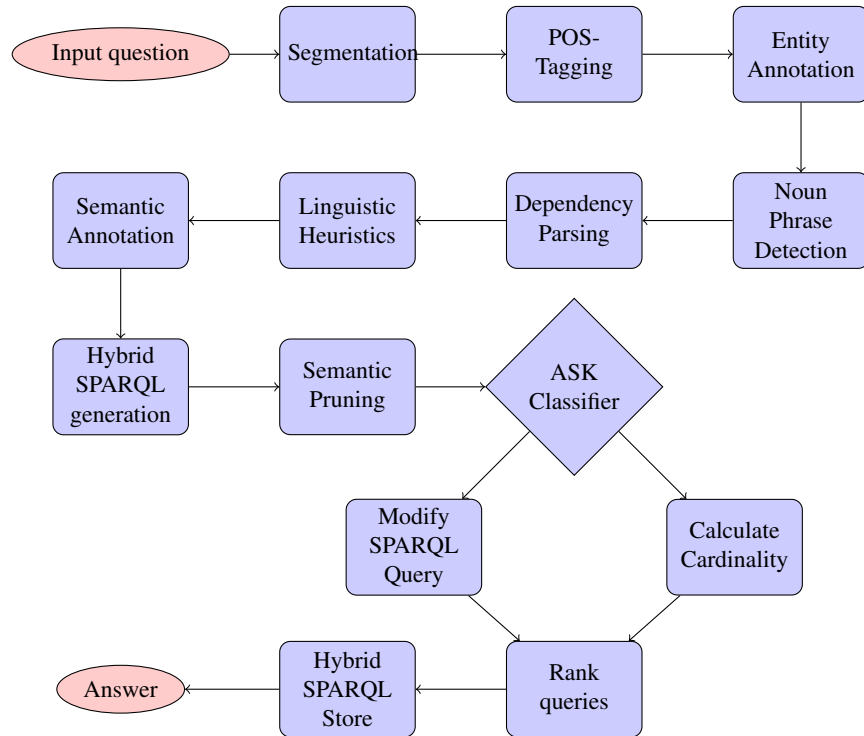 Input question
Segmentation
POS-
Tagging
Entity
Annotation
Semantic
Annotation
Linguistic
Heuristics
Dependency
Parsing
Noun
Phrase
Detection
Hybrid
SPARQL
generation
Semantic
Pruning
ASK
Classifier
Modify
SPARQL
Query
Calculate
Cardinality
Answer
Hybrid
SPARQL
Store
Rank
queries